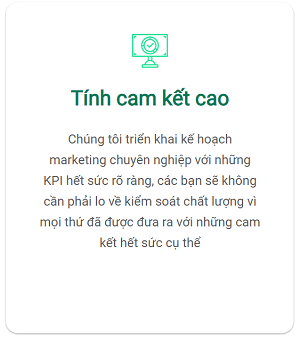 Tính cam kết cao
Chúng tôi triển khai kế hoạch
marketing chuyên nghiệp với những
KPI hết sức rõ ràng, các bạn sẽ không
cần phải lo về kiểm soát chất lượng vì
mọi thứ đã được đưa ra với những cam
kết hết sức cụ thể